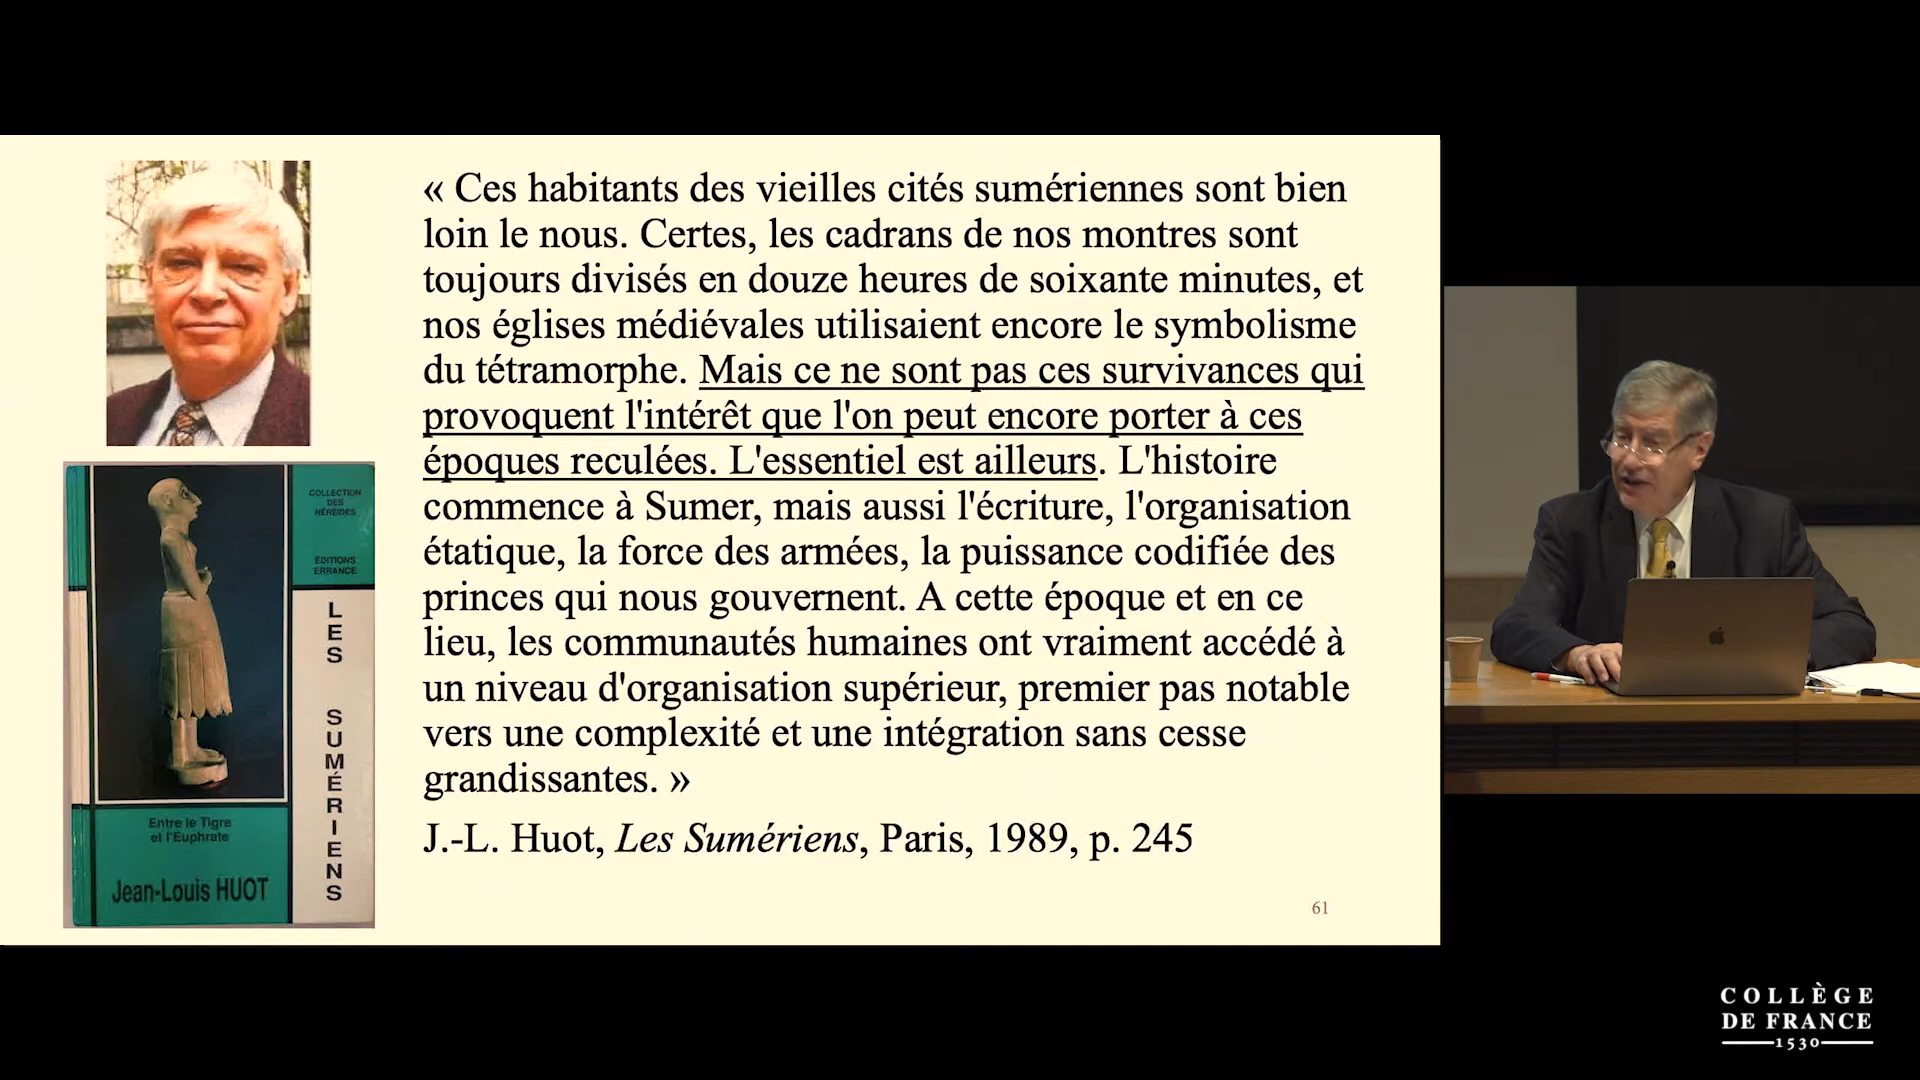 « Ces habitants des vieilles cités sumériennes sont bien
loin le nous. Certes, les cadrans de nos montres sont
toujours divisés en douze heures de soixante minutes, et
nos églises médiévales utilisaient encore le symbolisme
du tétramorphe. Mais ce ne sont pas ces survivances qui
provoquent l'intérêt que l'on peut encore porter à ces
époques reculées. L'essentiel est ailleurs. L'histoire
commence à Sumer, mais aussi l'écriture, l'organisation
étatique, la force des armées, la puissance codifiée des
princes qui nous gouvernent. A cette époque et en ce
lieu, les communautés humaines ont vraiment accédé à
un niveau d'organisation supérieur, premier pas notable
vers une complexité et une intégration sans cesse
grandissantes. »
J.-L. Huot, Les Sumériens, Paris, 1989, p. 245
61
COLLECTION
DES
HÉRÉIDES
ÉDITIONS
ERRANCE
LES SUMÉRIENS
Entre le Tigre
et l'Euphrate
Jean-Louis HUOT
COLLÈGE
DE FRANCE
1530